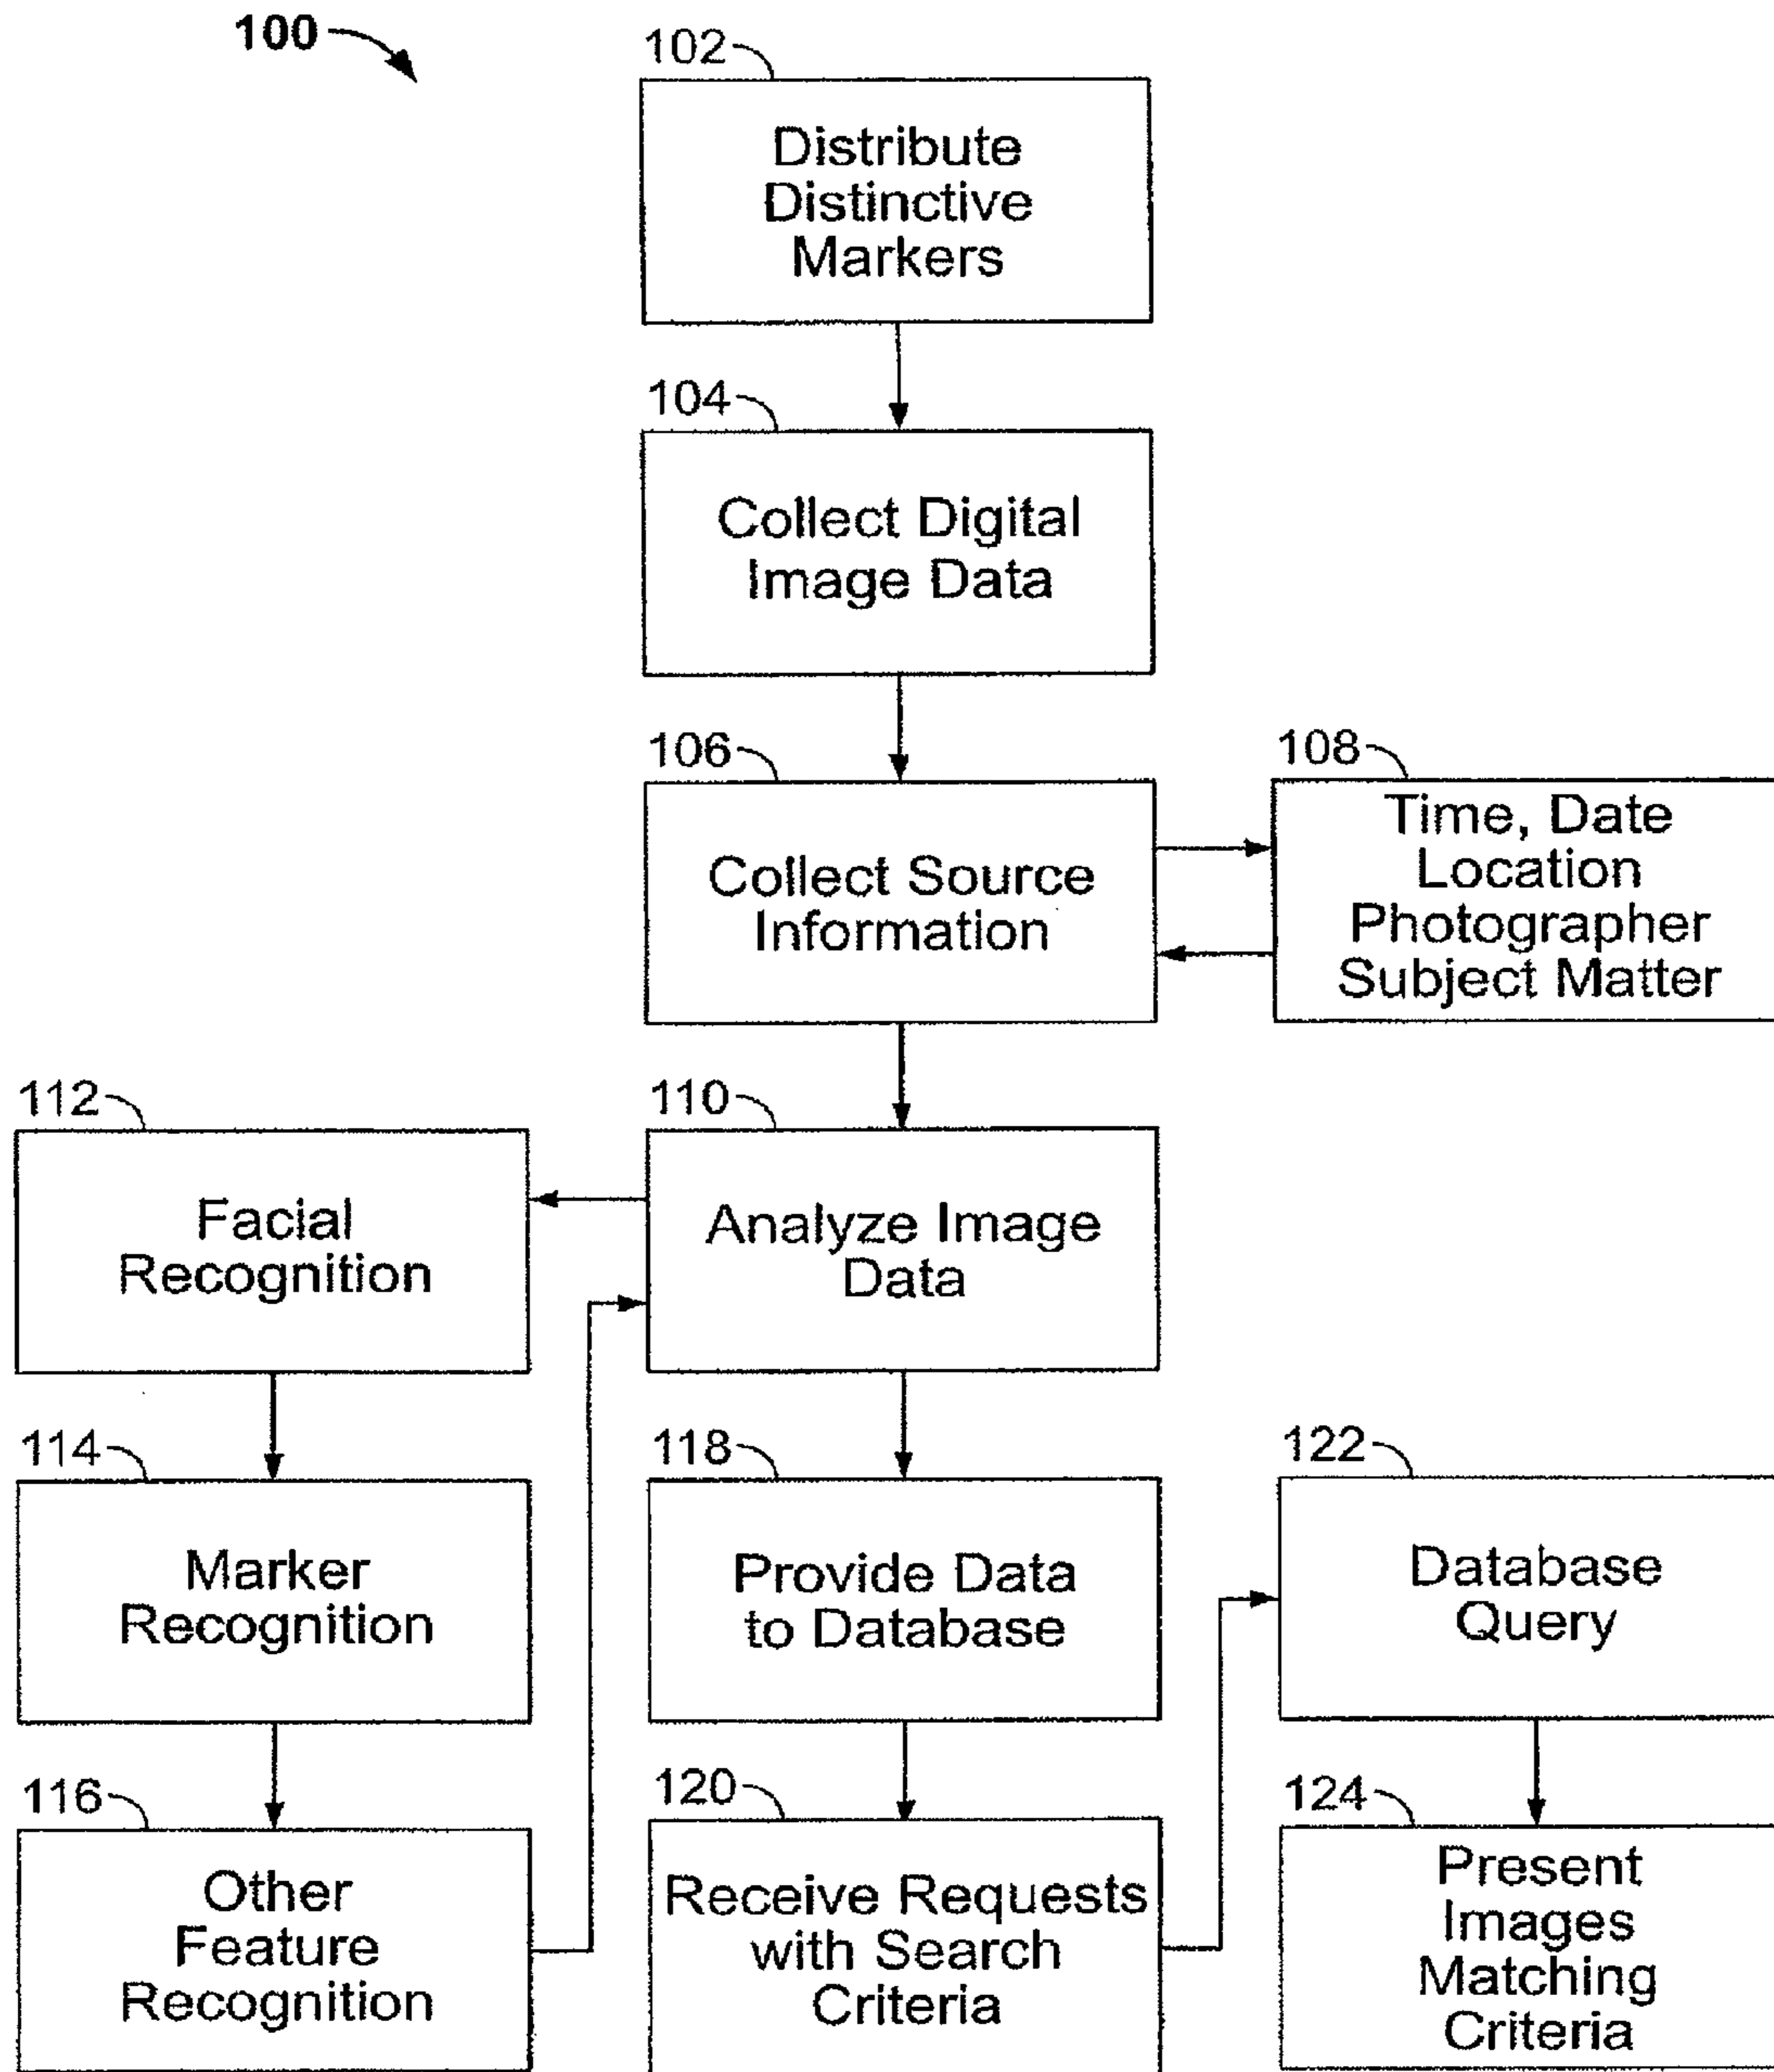 100
102
Distribute
Distinctive
Markers
104
Collect Digital
Image Data
106
Collect Source
Information
108
Time, Date
Location
Photographer
Subject Matter
112
Facial
Recognition
110
Analyze Image
Data
114
Marker
Recognition
118
Provide Data
to Database
122
Database
Query
116
Other
Feature
Recognition
120
Receive Requests
with Search
Criteria
124
Present
Images
Matching
Criteria